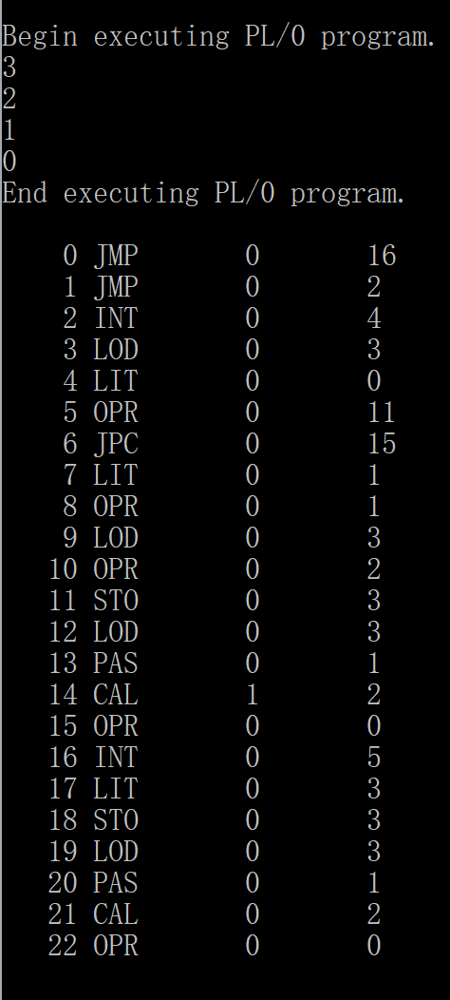 Begin executing PL/0 program.
3
2
1
0
End executing PL/0 program.
0 JMP 0 16
1 JMP 0 2
2 INT 0 4
3 LOD 0 3
4 LIT 0 0
5 OPR 0 11
6 JPC 0 15
7 LIT 0 1
8 OPR 0 1
9 LOD 0 3
10 OPR 0 2
11 STO 0 3
12 LOD 0 3
13 PAS 0 1
14 CAL 1 2
15 OPR 0 0
16 INT 0 5
17 LIT 0 3
18 STO 0 3
19 LOD 0 3
20 PAS 0 1
21 CAL 0 2
22 OPR 0 0